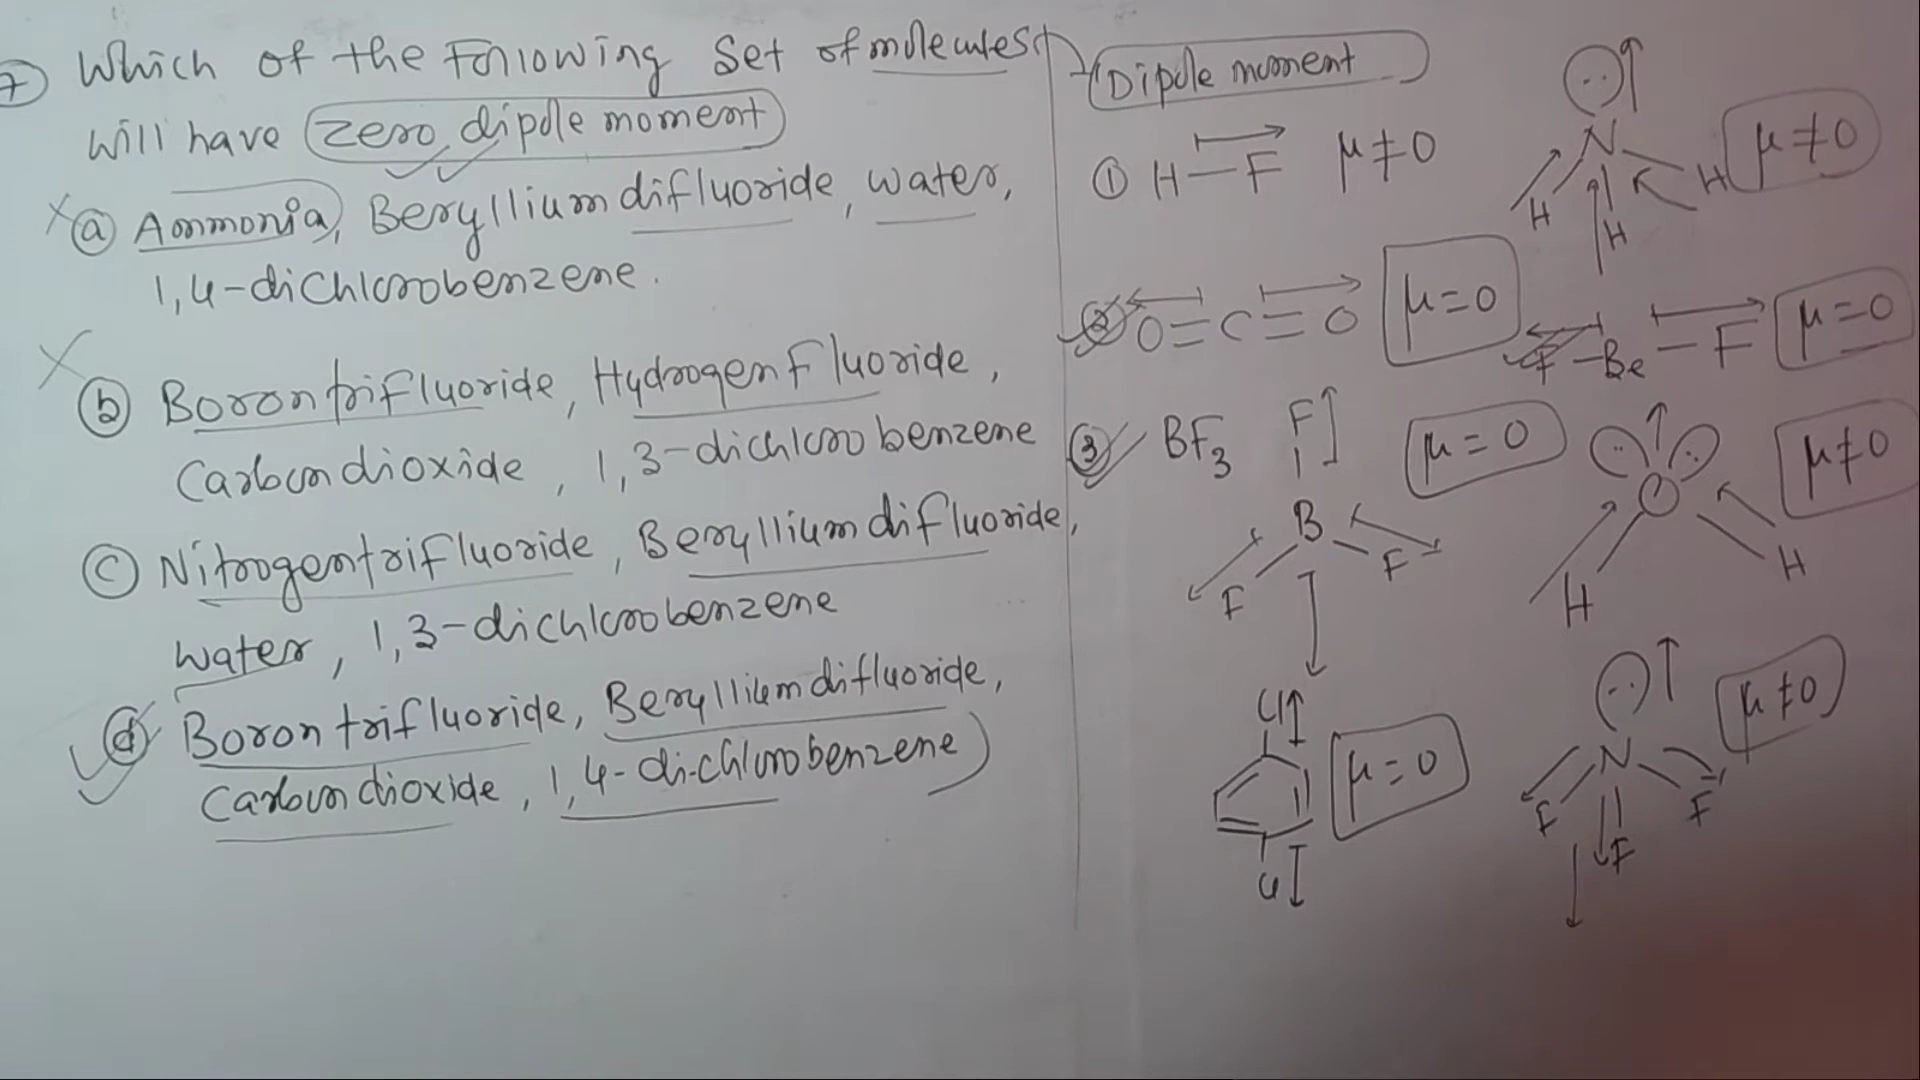 7) Which of the Following Set of molecules
will have zero dipole moment
(a) Ammonia, Beryllium difluoride, water,
1,4-dichlorobenzene.
(b) Boron trifluoride, Hydrogen Fluoride,
Carbon dioxide, 1,3-dichloro benzene
(c) Nitrogen trifluoride, Beryllium difluoride,
water, 1,3-dichlorobenzene
(d) Boron trifluoride, Beryllium difluoride,
Carbon dioxide, 1,4-di-chlorobenzene)
Dipole moment
① H-F μ≠0
② O=C=O μ=0
③ BF3 μ=0
F
B
F F
Cl
μ=0
Cl
N
H H H
μ≠0
F-Be-F μ=0
O
H H
μ≠0
N
F F F
μ≠0